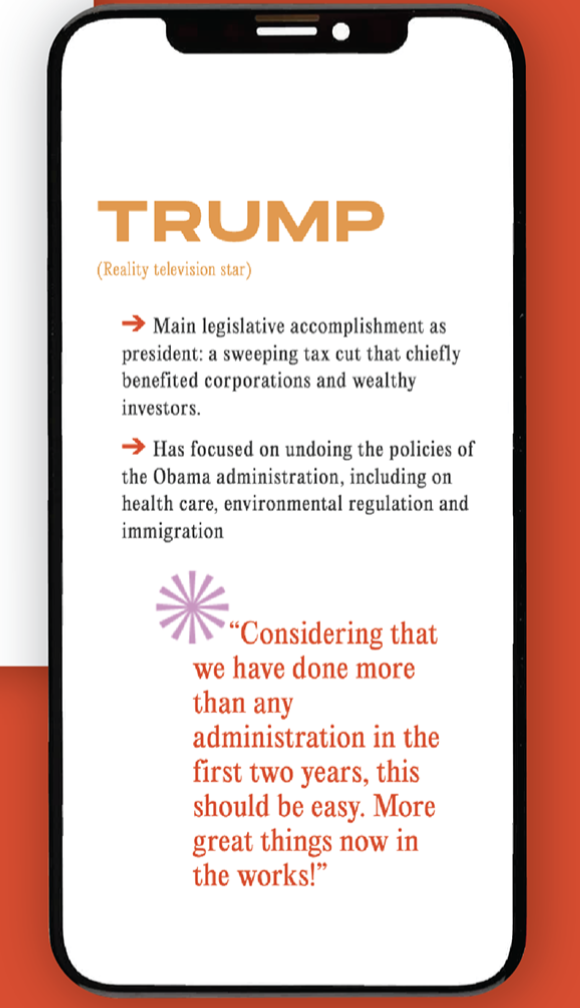 TRUMP
(Reality television star)
➔ Main legislative accomplishment as
president: a sweeping tax cut that chiefly
benefited corporations and wealthy
investors.
➔ Has focused on undoing the policies of
the Obama administration, including on
health care, environmental regulation and
immigration
“Considering that
we have done more
than any
administration in the
first two years, this
should be easy. More
great things now in
the works!”